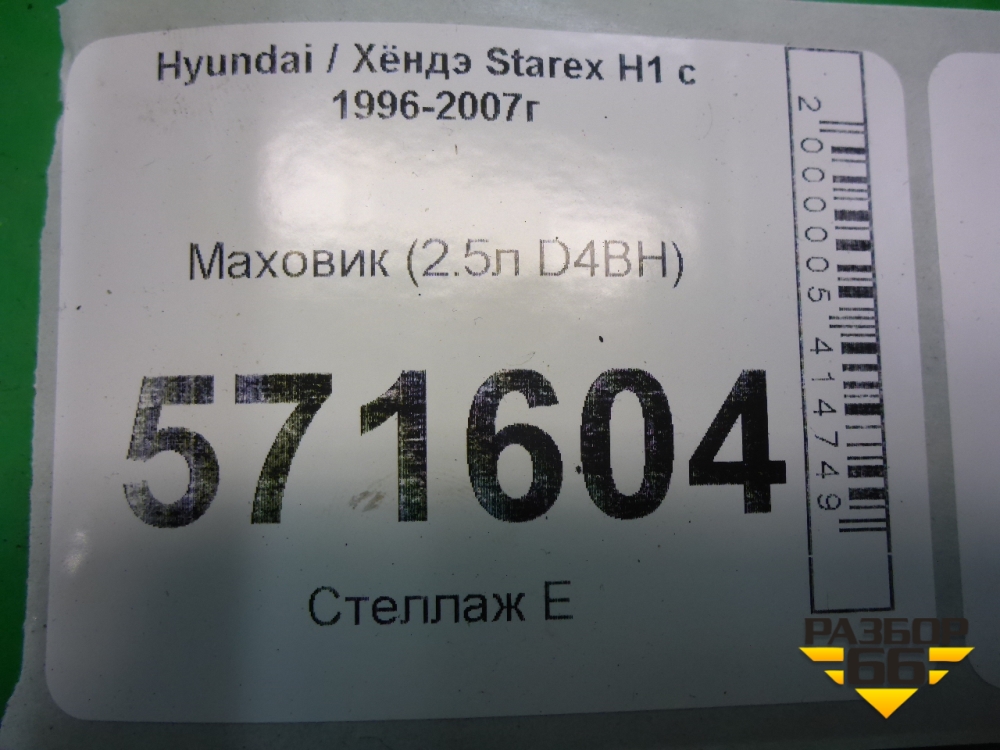 Hyundai / Хёндэ Starex H1 с
1996-2007г
Маховик (2.5л D4BH)
571604
Стеллаж Е
2000005414749
РАЗБОР
66